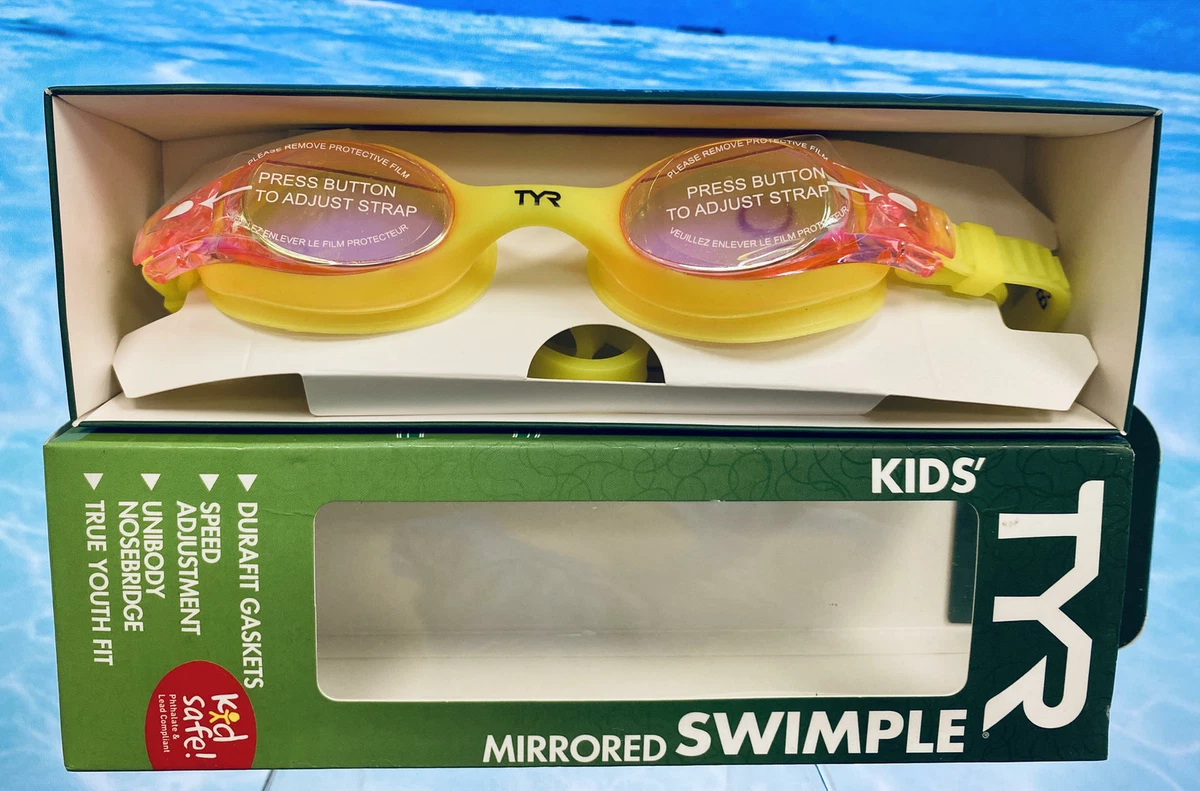 PLEASE REMOVE PROTECTIVE FILM
PRESS BUTTON
TO ADJUST STRAP
VEUILLEZ ENLEVER LE FILM PROTECTEUR
TYR
PLEASE REMOVE PROTECTIVE FILM
PRESS BUTTON
TO ADJUST STRAP
VEUILLEZ ENLEVER LE FILM PROTECTEUR
KIDS'
TYR
®
MIRRORED SWIMPLE
DURAFIT GASKETS
SPEED
ADJUSTMENT
UNIBODY
NOSEBRIDGE
TRUE YOUTH FIT
Kid
safe!
Phthalate &
Lead Compliant